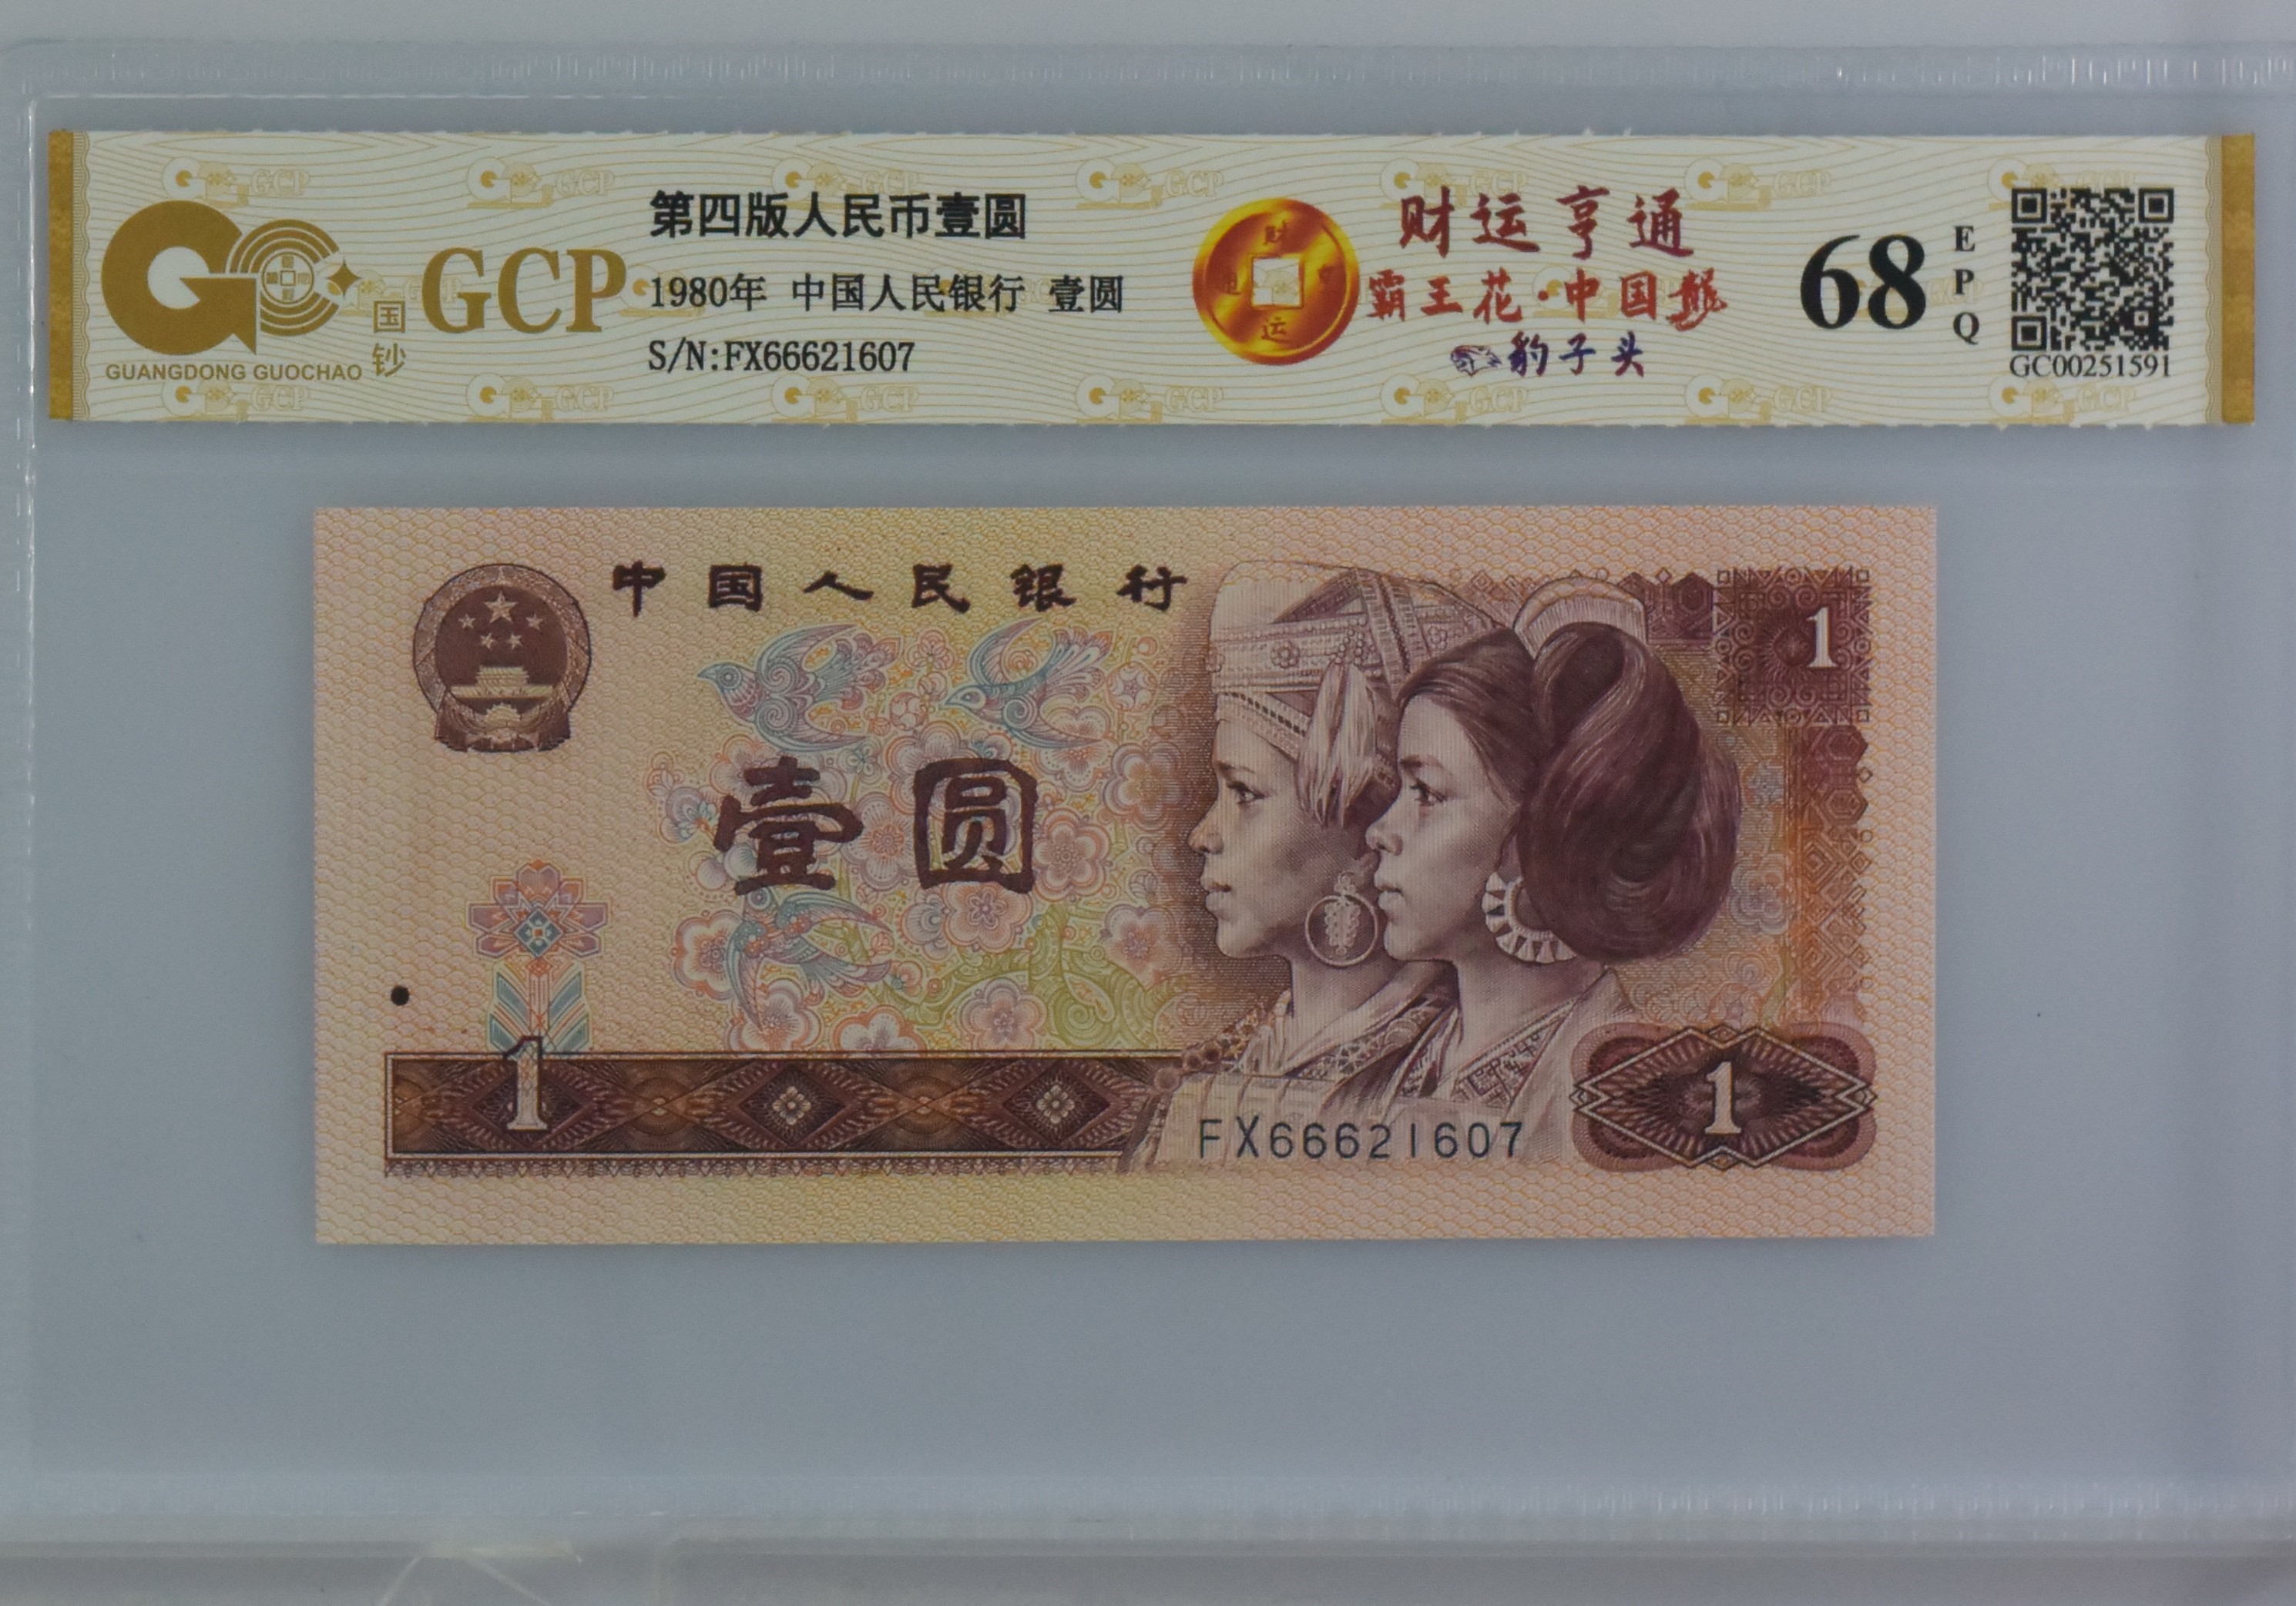 GCP
国钞
GUANGDONG GUOCHAO
第四版人民币壹圆
1980年 中国人民银行 壹圆
S/N:FX66621607
财运亨通
霸王花·中国龍
豹子头
68
EPQ
GC00251591
中国人民银行
1
壹圆
1
FX66621607
1